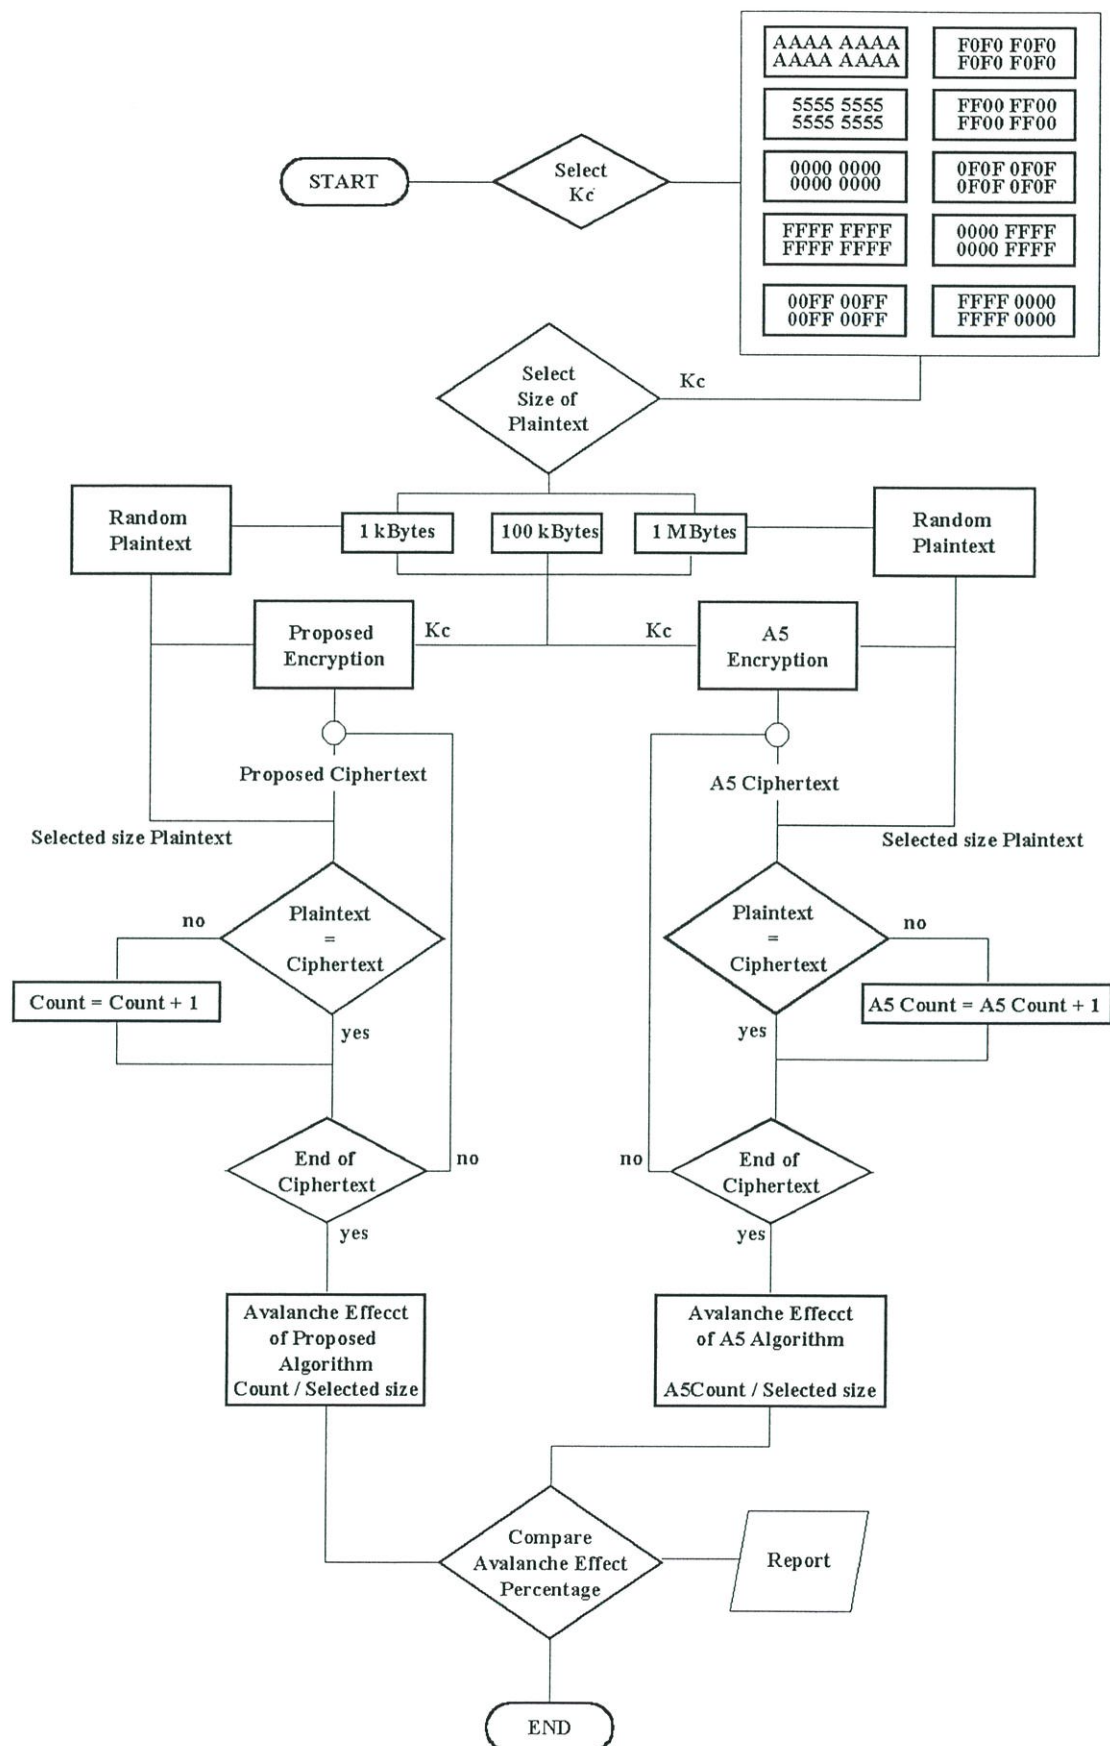 AAAA AAAA
AAAA AAAA
F0F0 F0F0
F0F0 F0F0
5555 5555
5555 5555
FF00 FF00
FF00 FF00
START
Select
Kc
0000 0000
0000 0000
0F0F 0F0F
0F0F 0F0F
FFFF FFFF
FFFF FFFF
0000 FFFF
0000 FFFF
00FF 00FF
00FF 00FF
FFFF 0000
FFFF 0000
Select
Size of
Plaintext
Kc
Random
Plaintext
1 kBytes
100 kBytes
1 MBytes
Random
Plaintext
Proposed
Encryption
Kc
Kc
A5
Encryption
Proposed Ciphertext
A5 Ciphertext
Selected size Plaintext
Selected size Plaintext
no
Plaintext
=
Ciphertext
Plaintext
=
Ciphertext
no
Count = Count + 1
yes
yes
A5 Count = A5 Count + 1
End of
Ciphertext
no
no
End of
Ciphertext
yes
yes
Avalanche Effecct
of Proposed
Algorithm
Count / Selected size
Avalanche Effecct
of A5 Algorithm
A5Count / Selected size
Compare
Avalanche Effect
Percentage
Report
END